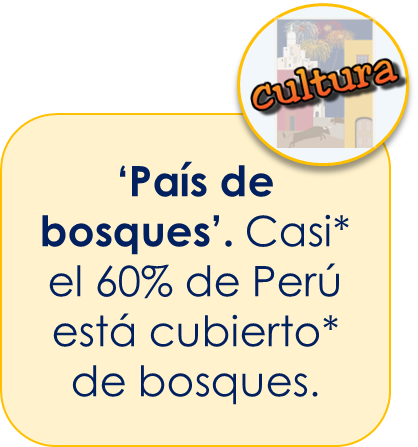 cultura
‘País de
bosques’. Casi*
el 60% de Perú
está cubierto*
de bosques.